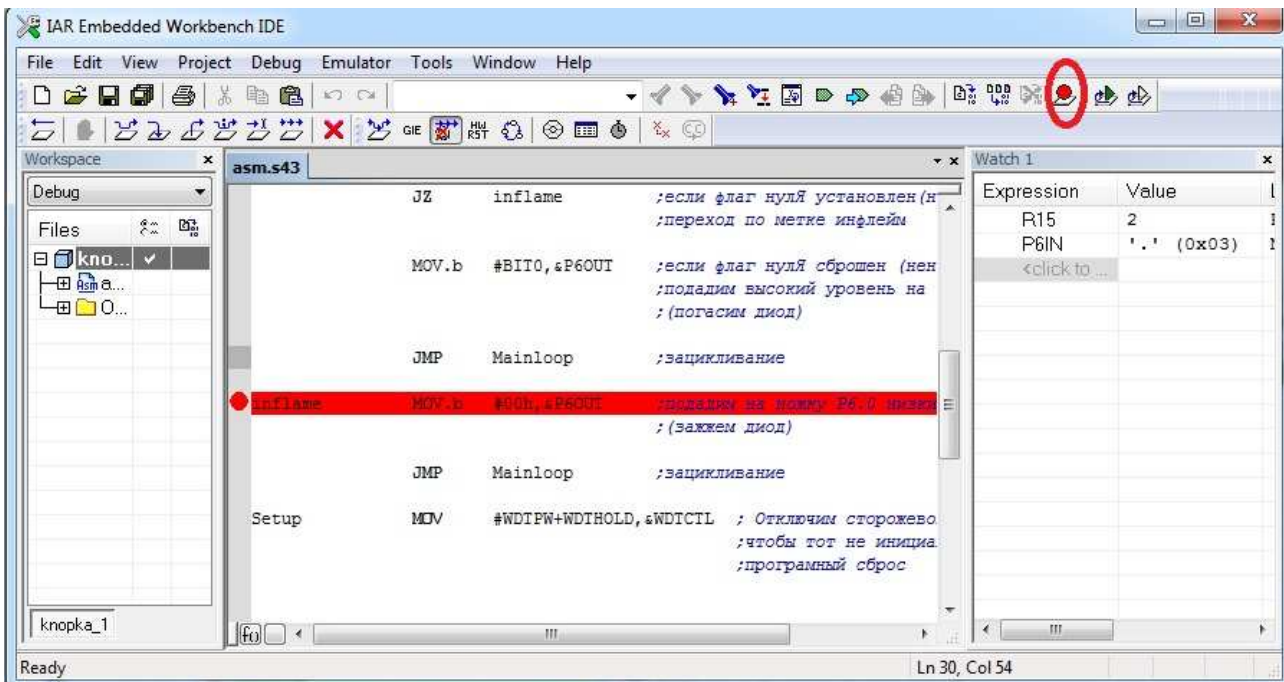 IAR Embedded Workbench IDE
File Edit View Project Debug Emulator Tools Window Help
GIE HW RST
Workspace
Debug
Files
kno...
a...
O...
knopka_1
asm.s43
JZ inflame ;если флаг нулЯ установлен(н
;переход по метке инфлейм
MOV.b #BIT0,&P6OUT ;если флаг нулЯ сброшен (нен
;подадим высокий уровень на
;(погасим диод)
JMP Mainloop ;зацикливание
inflame MOV.b #00h,&P6OUT ;подадим на ножку P6.0 низки
;(зажжем диод)
JMP Mainloop ;зацикливание
Setup MOV #WDTPW+WDTHOLD,&WDTCTL ; Отключим сторожево
;чтобы тот не инициа
;програмный сброс
Watch 1
Expression Value
R15 2
P6IN '.' (0x03)
<click to ...
Ready
Ln 30, Col 54